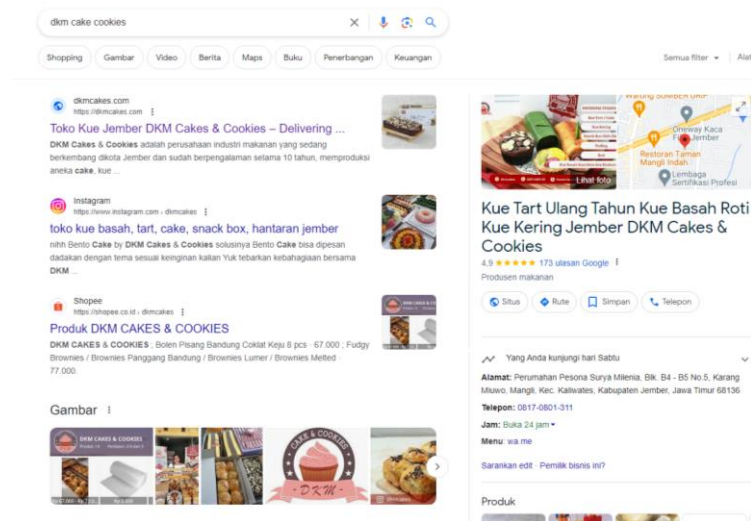 dkm cake cookies
Shopping
Gambar
Video
Berita
Maps
Buku
Penerbangan
Keuangan
Semua filter
dkmcakes.com
https://dkmcakes.com
Toko Kue Jember DKM Cakes & Cookies – Delivering ...
DKM Cakes & Cookies adalah perusahaan industri makanan yang sedang
berkembang dikota Jember dan sudah berpengalaman selama 10 tahun, memproduksi
aneka cake, kue ...
Instagram
https://www.instagram.com › dkmcakes
toko kue basah, tart, cake, snack box, hantaran jember
nihh Bento Cake by DKM Cakes & Cookies solusinya Bento Cake bisa dipesan
dadakan dengan tema sesuai keinginan kalian Yuk tebarkan kebahagiaan bersama
DKM ...
Shopee
https://shopee.co.id › dkmcakes
Produk DKM CAKES & COOKIES
DKM CAKES & COOKIES ; Bolen Pisang Bandung Coklat Keju 8 pcs · 67.000 ; Fudgy
Brownies / Brownies Panggang Bandung / Brownies Lumer / Brownies Melted ·
77.000.
Gambar
DKM CAKES & COOKIES
CAKE & COOKIES
- DKM -
dkmcakes
Lihat foto
Oneway Kaca
Film Jember
Restoran Taman
Mangli Indah
Lembaga
Sertifikasi Profesi
Kue Tart Ulang Tahun Kue Basah Roti
Kue Kering Jember DKM Cakes &
Cookies
4,9 ★★★★★ 173 ulasan Google
Produsen makanan
Situs
Rute
Simpan
Telepon
Yang Anda kunjungi hari Sabtu
Alamat: Perumahan Pesona Surya Milenia, Blk. B4 - B5 No.5, Karang
Miuwo, Mangli, Kec. Kaliwates, Kabupaten Jember, Jawa Timur 68136
Telepon: 0817-0801-311
Jam: Buka 24 jam
Menu: wa.me
Sarankan edit · Pemilik bisnis ini?
Produk